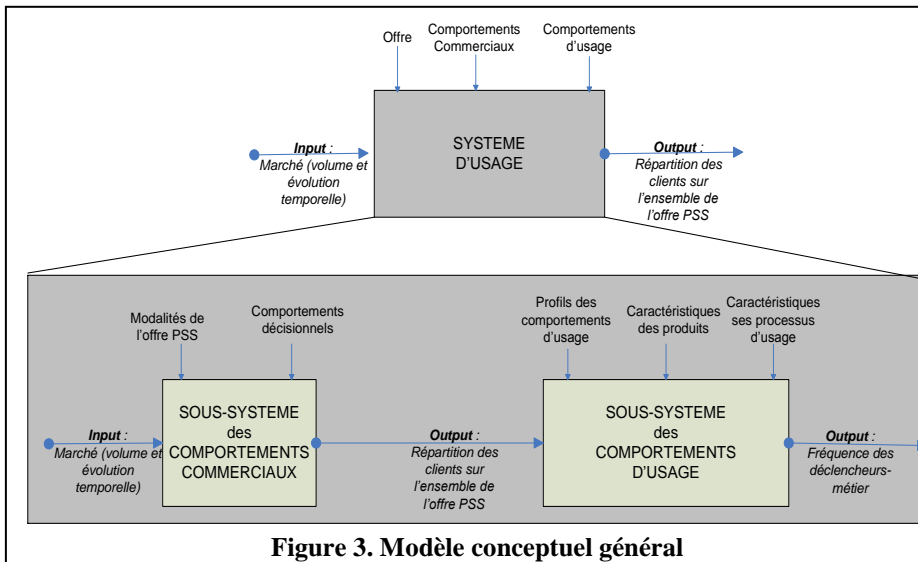 Offre
Comportements
Commerciaux
Comportements
d'usage
SYSTEME
D'USAGE
Input :
Marché (volume et
évolution
temporelle)
Output :
Répartition des
clients sur
l'ensemble de
l'offre PSS
Modalités de
l'offre PSS
Comportements
décisionnels
Profils des
comportements
d'usage
Caractéristiques
des produits
Caractéristiques
ses processus
d'usage
Input :
Marché (volume et
évolution
temporelle)
SOUS-SYSTEME
des
COMPORTEMENTS
COMMERCIAUX
Output :
Répartition des
clients sur
l'ensemble de
l'offre PSS
SOUS-SYSTEME
des
COMPORTEMENTS
D'USAGE
Output :
Fréquence des
déclencheurs-
métier
Figure 3. Modèle conceptuel général